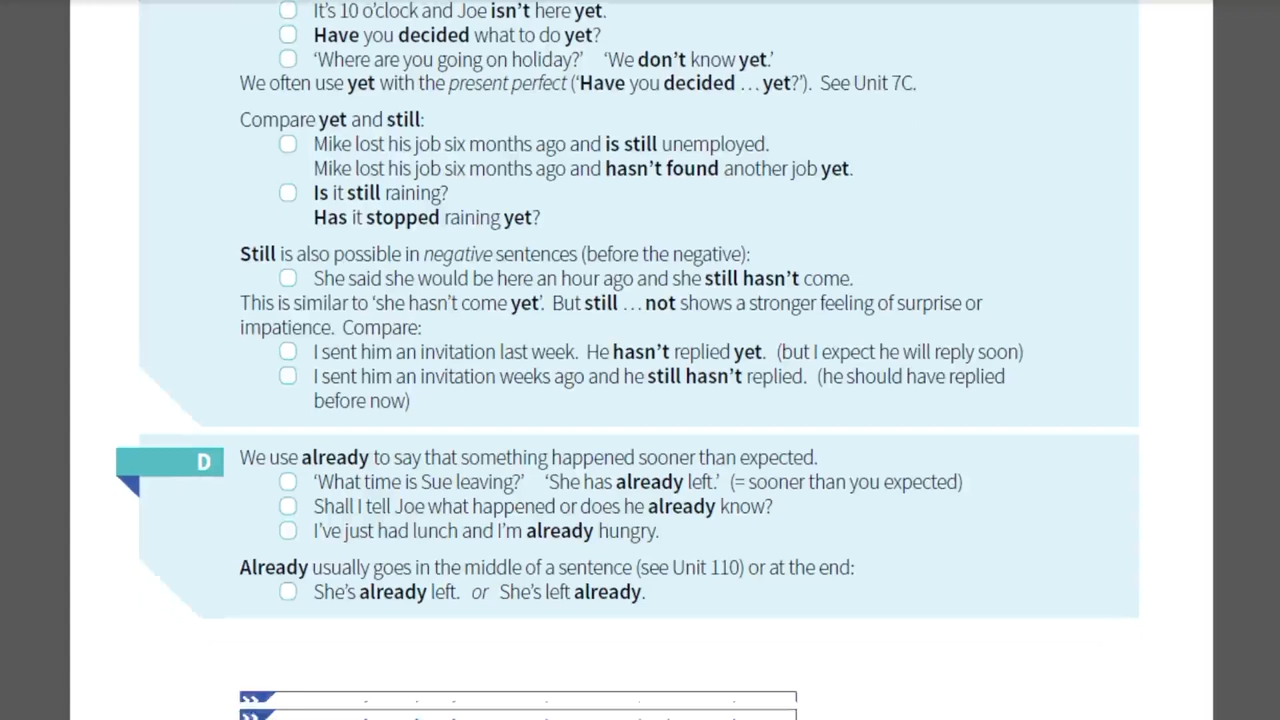 It's 10 o'clock and Joe isn't here yet.
Have you decided what to do yet?
‘Where are you going on holiday?’ ‘We don't know yet.’
We often use yet with the present perfect (‘Have you decided … yet?’). See Unit 7C.
Compare yet and still:
Mike lost his job six months ago and is still unemployed.
Mike lost his job six months ago and hasn't found another job yet.
Is it still raining?
Has it stopped raining yet?
Still is also possible in negative sentences (before the negative):
She said she would be here an hour ago and she still hasn't come.
This is similar to ‘she hasn't come yet’. But still … not shows a stronger feeling of surprise or
impatience. Compare:
I sent him an invitation last week. He hasn't replied yet. (but I expect he will reply soon)
I sent him an invitation weeks ago and he still hasn't replied. (he should have replied
before now)
D
We use already to say that something happened sooner than expected.
‘What time is Sue leaving?’ ‘She has already left.’ (= sooner than you expected)
Shall I tell Joe what happened or does he already know?
I've just had lunch and I'm already hungry.
Already usually goes in the middle of a sentence (see Unit 110) or at the end:
She's already left. or She's left already.